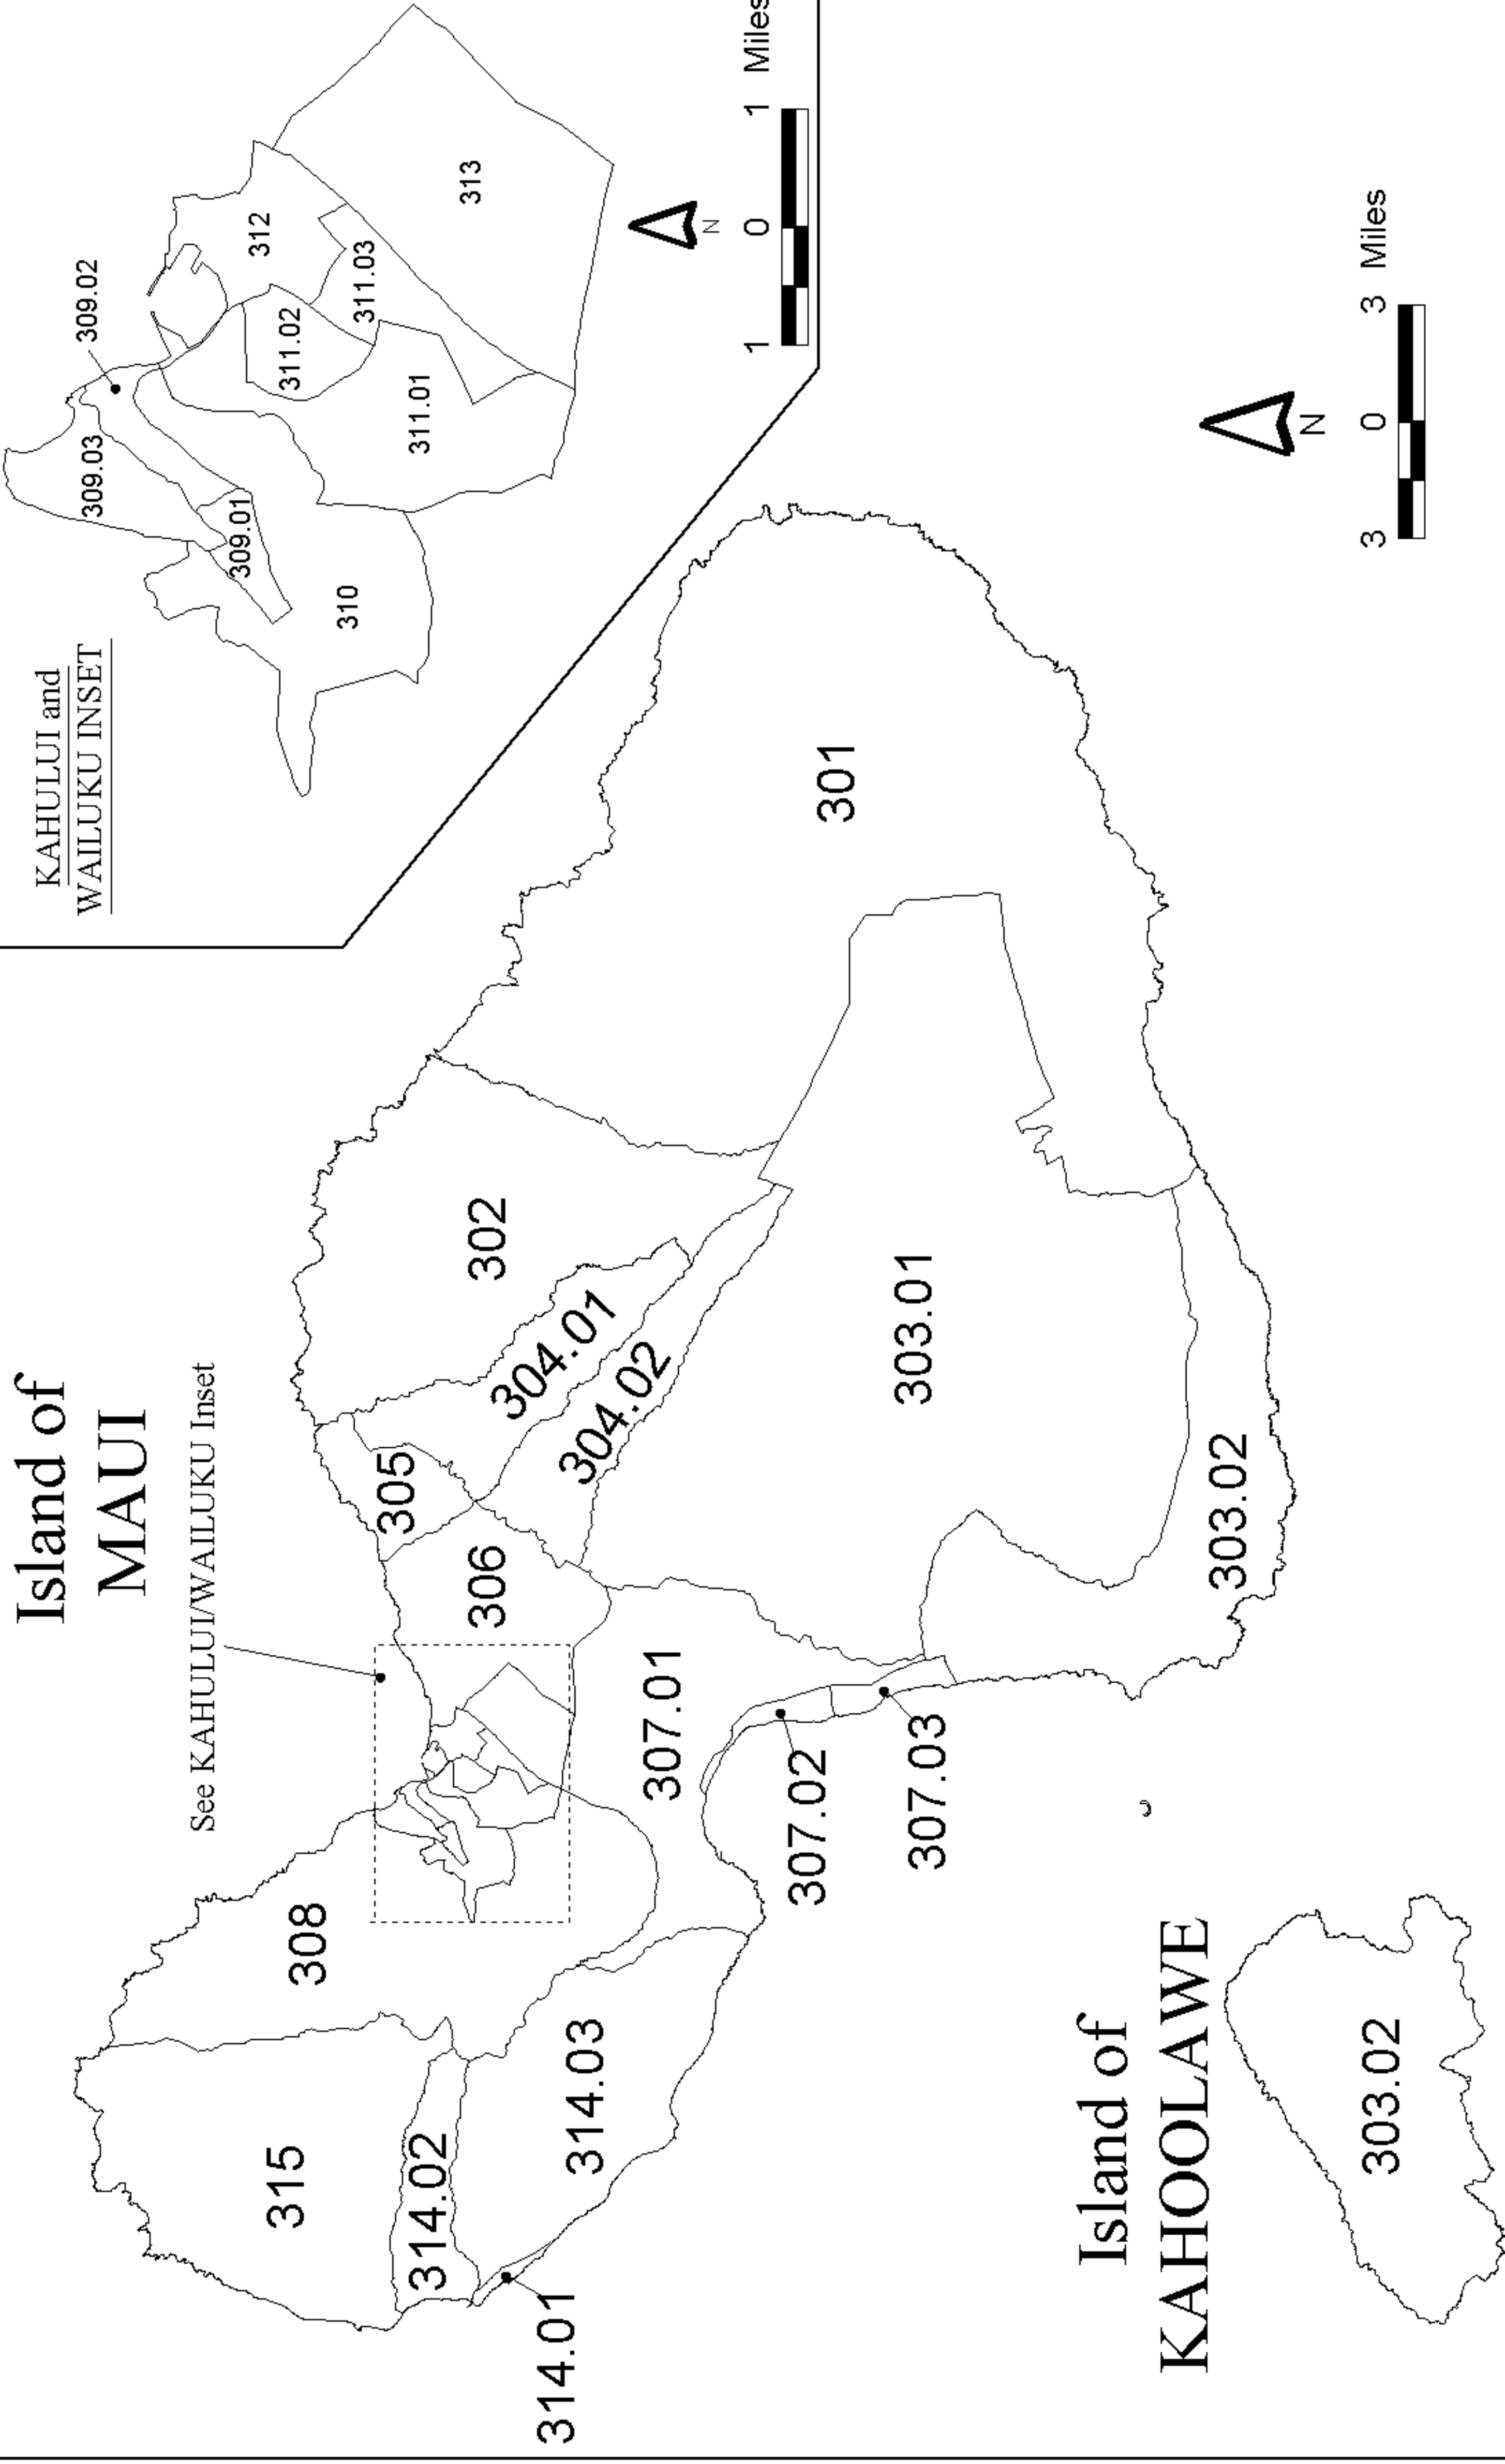 Island of
MAUI
See KAHULUI/WAILUKU Inset
315
308
314.02
314.01
314.03
305
306
302
304.01
304.02
307.01
307.02
307.03
301
303.01
303.02
Island of
KAHOOLAWE
303.02
3 0 3 Miles
N
KAHULUI and
WAILUKU INSET
309.03
309.02
309.01
310
312
311.02
311.03
311.01
313
N
1 0 1 Miles